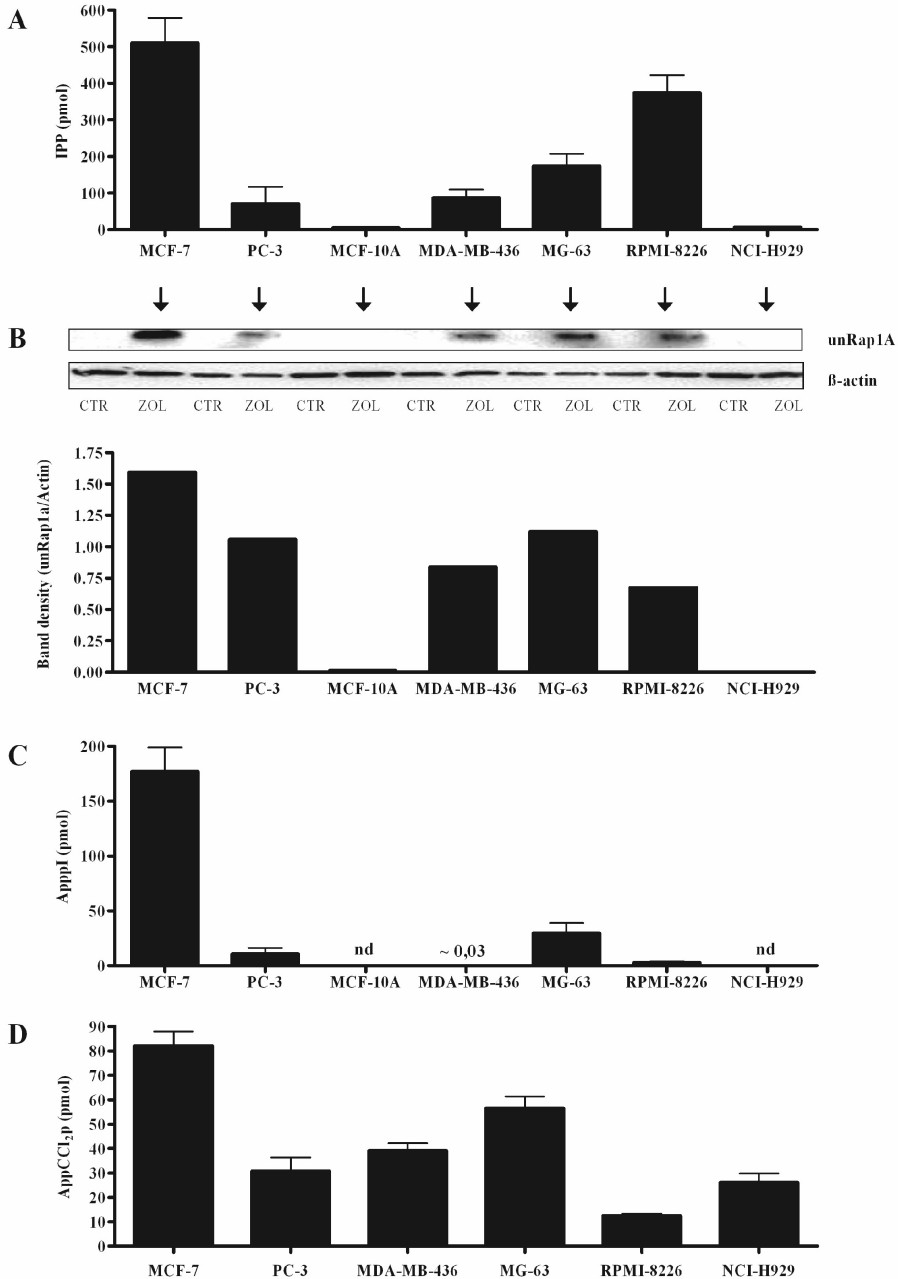 A
600
500
400
300
200
100
0
IPP (pmol)
MCF-7 PC-3 MCF-10A MDA-MB-436 MG-63 RPMI-8226 NCI-H929
B
unRap1A
ß-actin
CTR ZOL CTR ZOL CTR ZOL CTR ZOL CTR ZOL CTR ZOL CTR ZOL
1.75
1.50
1.25
1.00
0.75
0.50
0.25
0.00
Band density (unRap1a/Actin)
MCF-7 PC-3 MCF-10A MDA-MB-436 MG-63 RPMI-8226 NCI-H929
C
200
150
100
50
0
ApppI (pmol)
nd ~ 0,03 nd
MCF-7 PC-3 MCF-10A MDA-MB-436 MG-63 RPMI-8226 NCI-H929
D
90
80
70
60
50
40
30
20
10
0
AppCCl₂p (pmol)
MCF-7 PC-3 MDA-MB-436 MG-63 RPMI-8226 NCI-H929